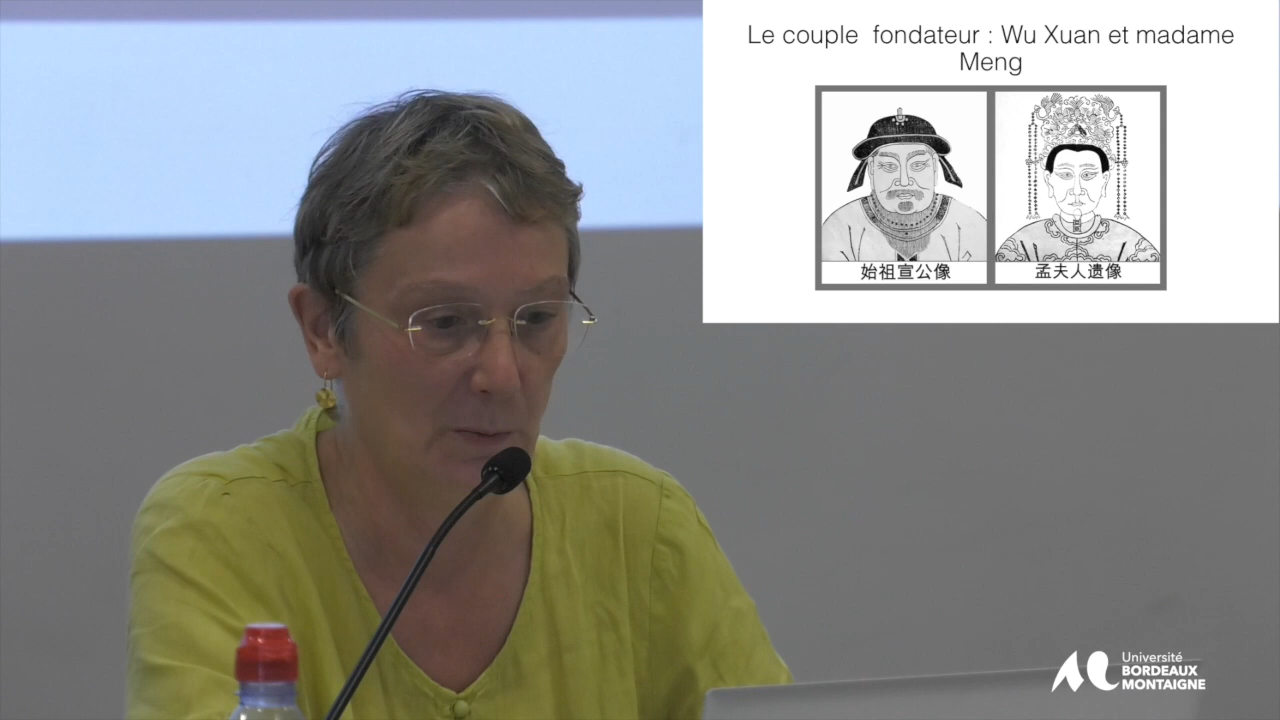 Le couple  fondateur : Wu Xuan et madame
Meng
始祖宣公像
孟夫人遺像
Université
BORDEAUX
MONTAIGNE